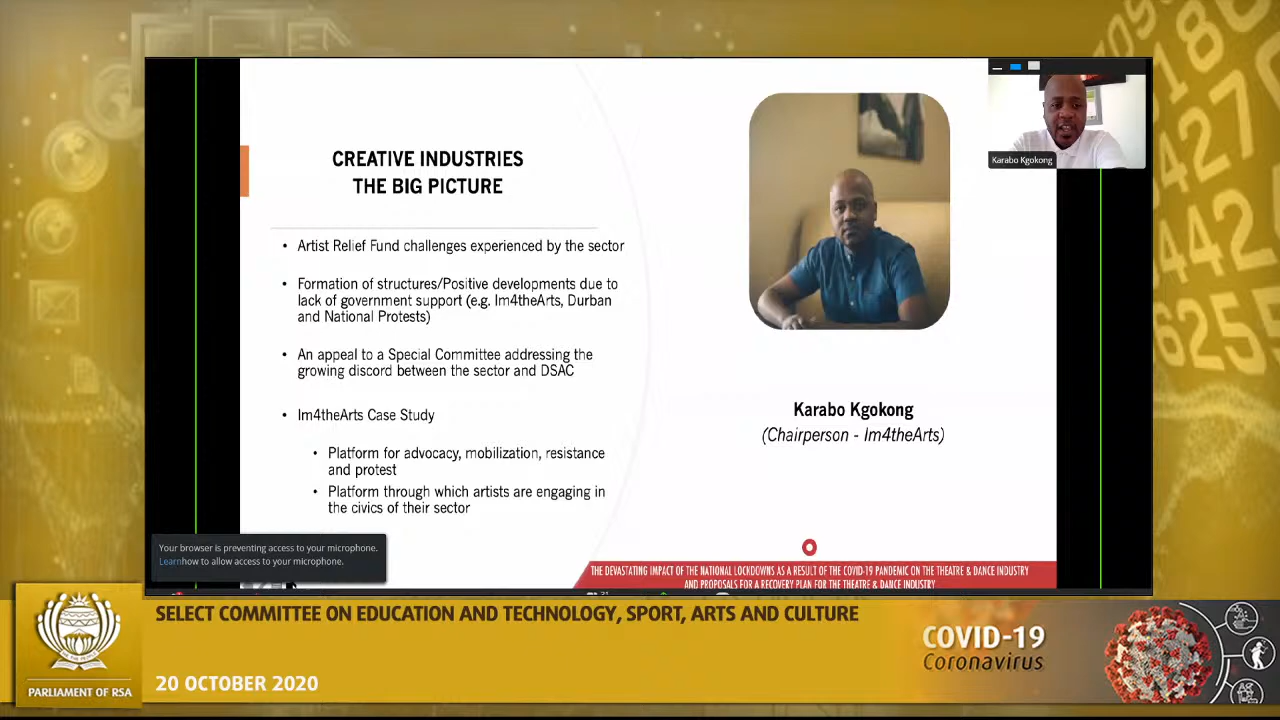 CREATIVE INDUSTRIES
THE BIG PICTURE
• Artist Relief Fund challenges experienced by the sector
• Formation of structures/Positive developments due to
lack of government support (e.g. Im4theArts, Durban
and National Protests)
• An appeal to a Special Committee addressing the
growing discord between the sector and DSAC
• Im4theArts Case Study
• Platform for advocacy, mobilization, resistance
and protest
• Platform through which artists are engaging in
the civics of their sector
Karabo Kgokong
Karabo Kgokong
(Chairperson - Im4theArts)
Your browser is preventing access to your microphone.
Learnhow to allow access to your microphone.
THE DEVASTATING IMPACT OF THE NATIONAL LOCKDOWNS AS A RESULT OF THE COVID-19 PANDEMIC ON THE THEATRE & DANCE INDUSTRY
AND PROPOSALS FOR A RECOVERY PLAN FOR THE THEATRE & DANCE INDUSTRY
SELECT COMMITTEE ON EDUCATION AND TECHNOLOGY, SPORT, ARTS AND CULTURE
20 OCTOBER 2020
PARLIAMENT OF RSA
COVID-19
Coronavirus